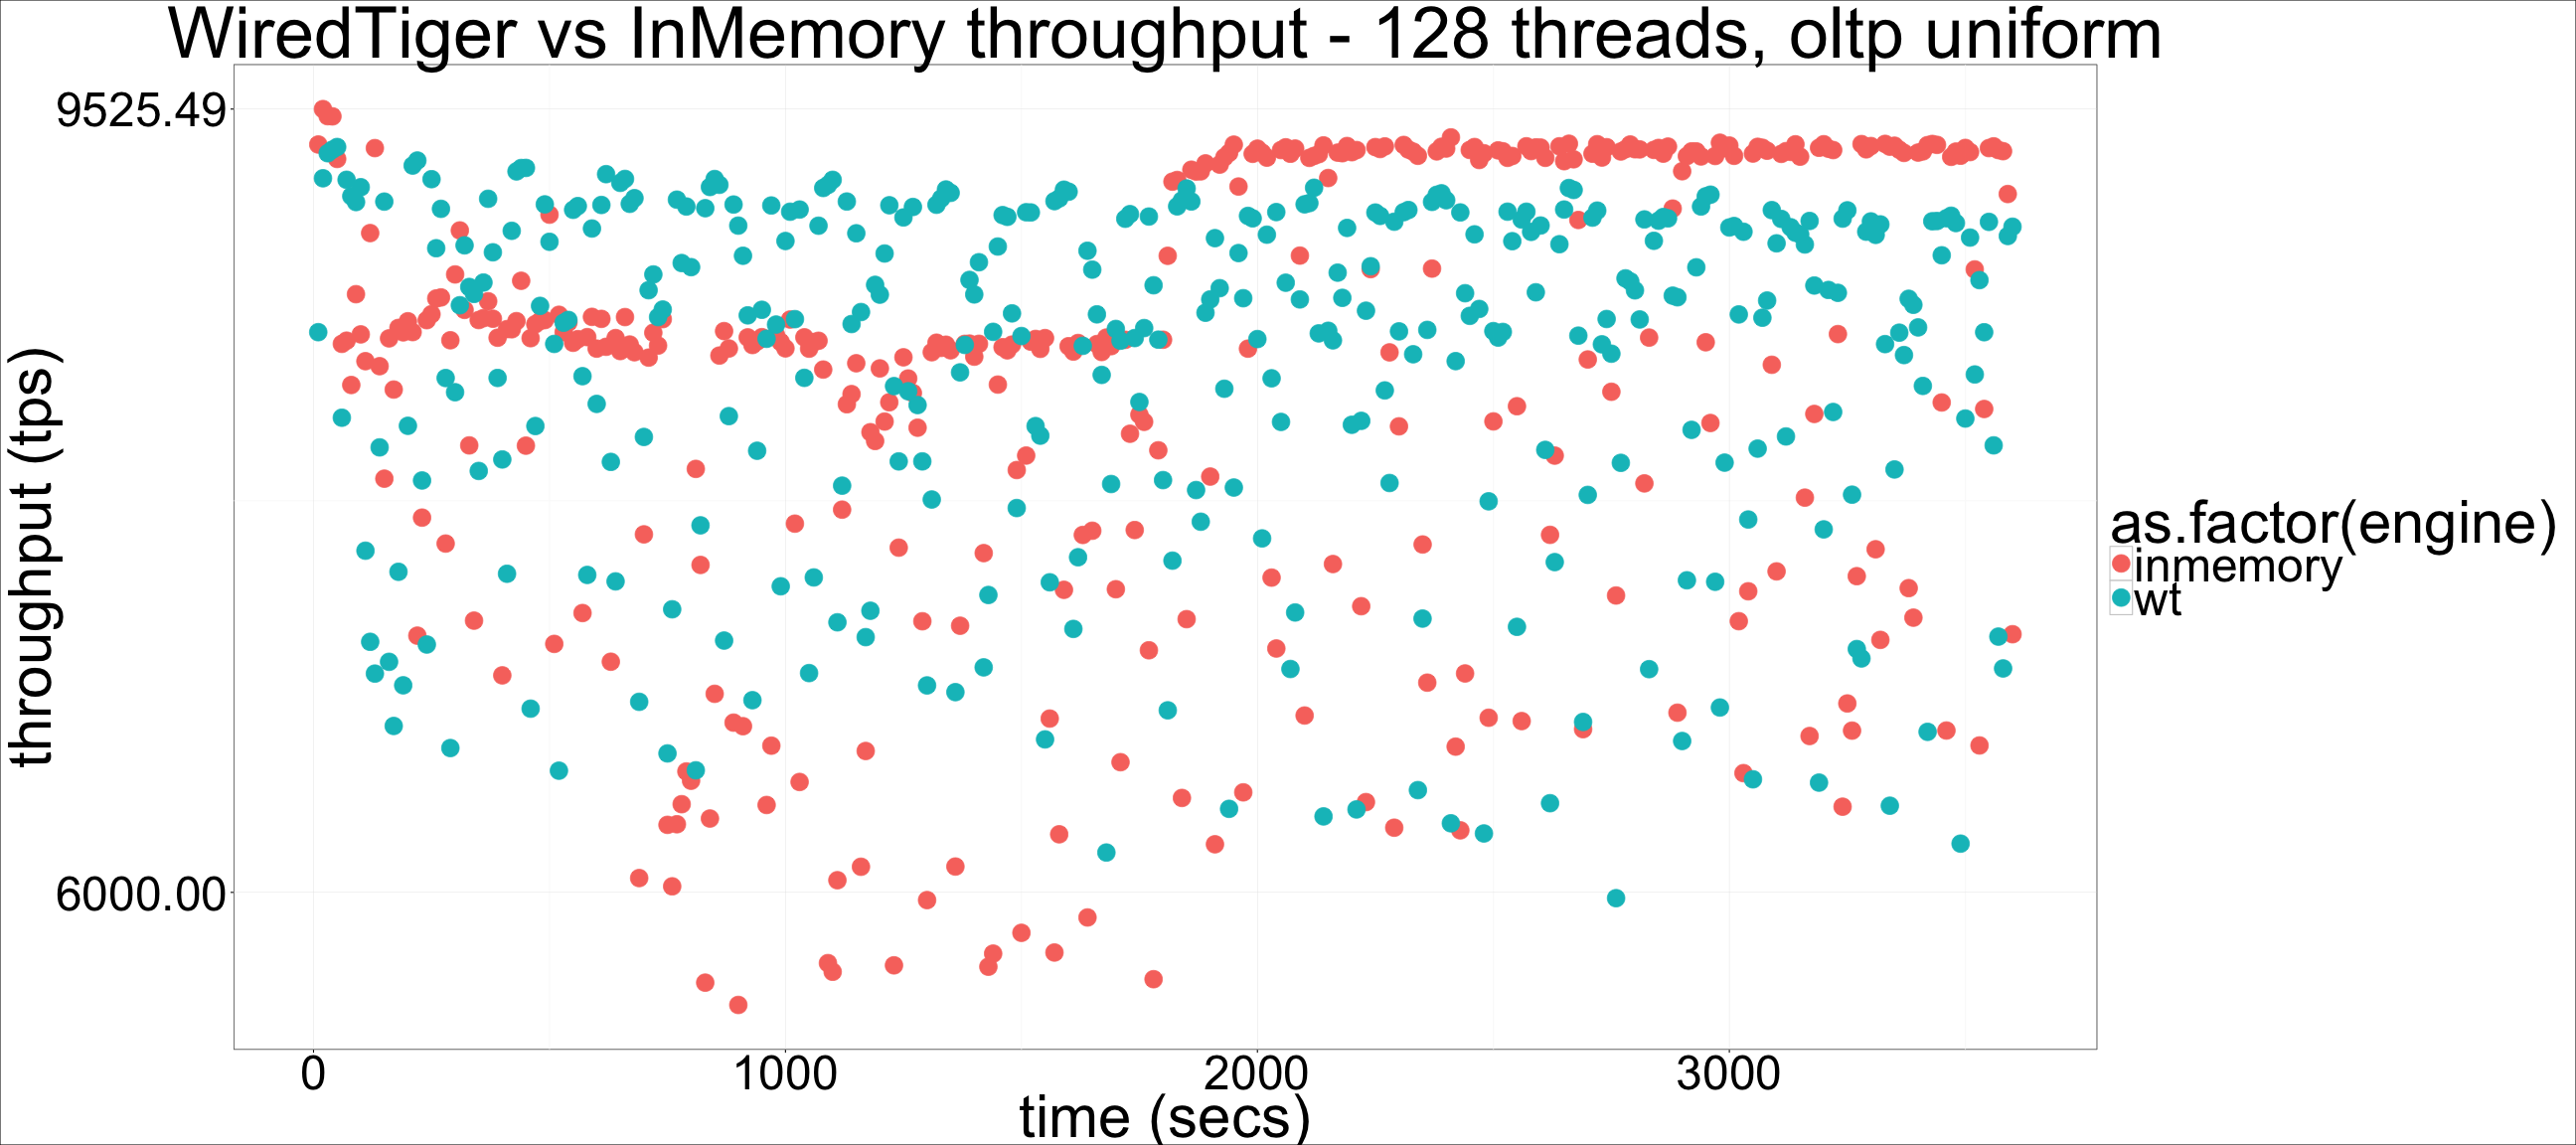 WiredTiger vs InMemory throughput - 128 threads, oltp uniform
9525.49
6000.00
throughput (tps)
0 1000 2000 3000
time (secs)
as.factor(engine)
inmemory
wt